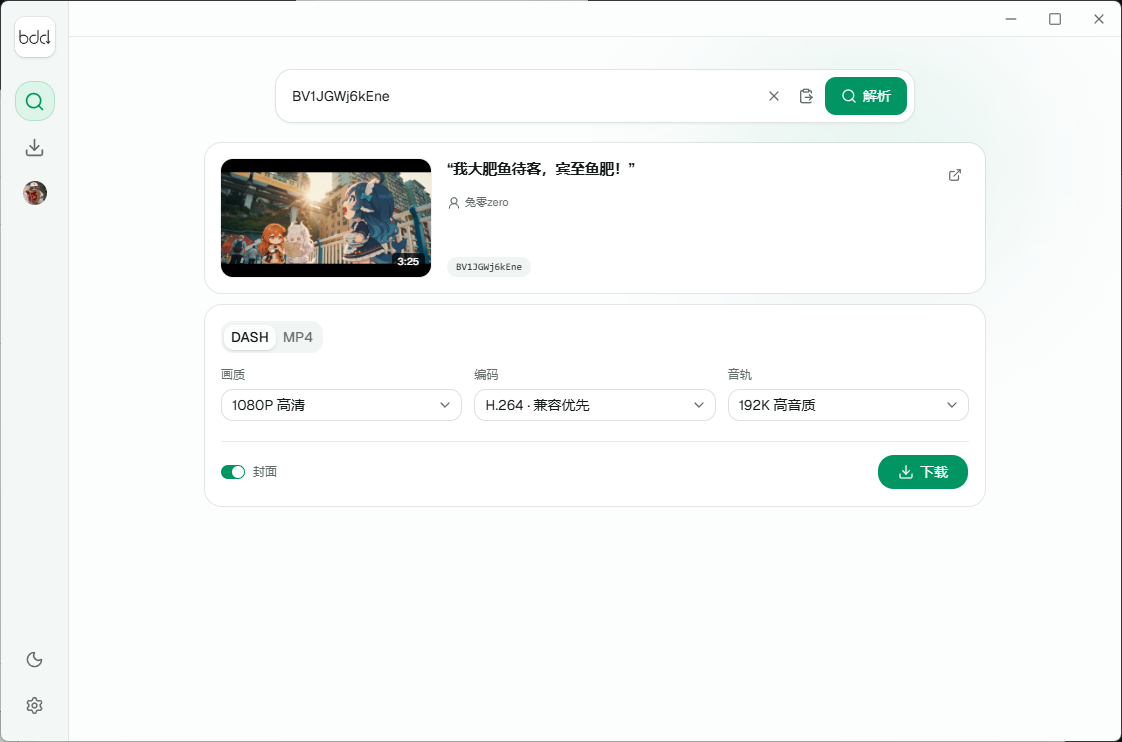 bdd
BV1JGWj6kEne
解析
“我大肥鱼待客，宾至鱼肥！”
兔零zero
3:25
BV1JGWj6kEne
DASH MP4
画质 编码 音轨
1080P 高清 H.264 · 兼容优先 192K 高音质
封面 下载